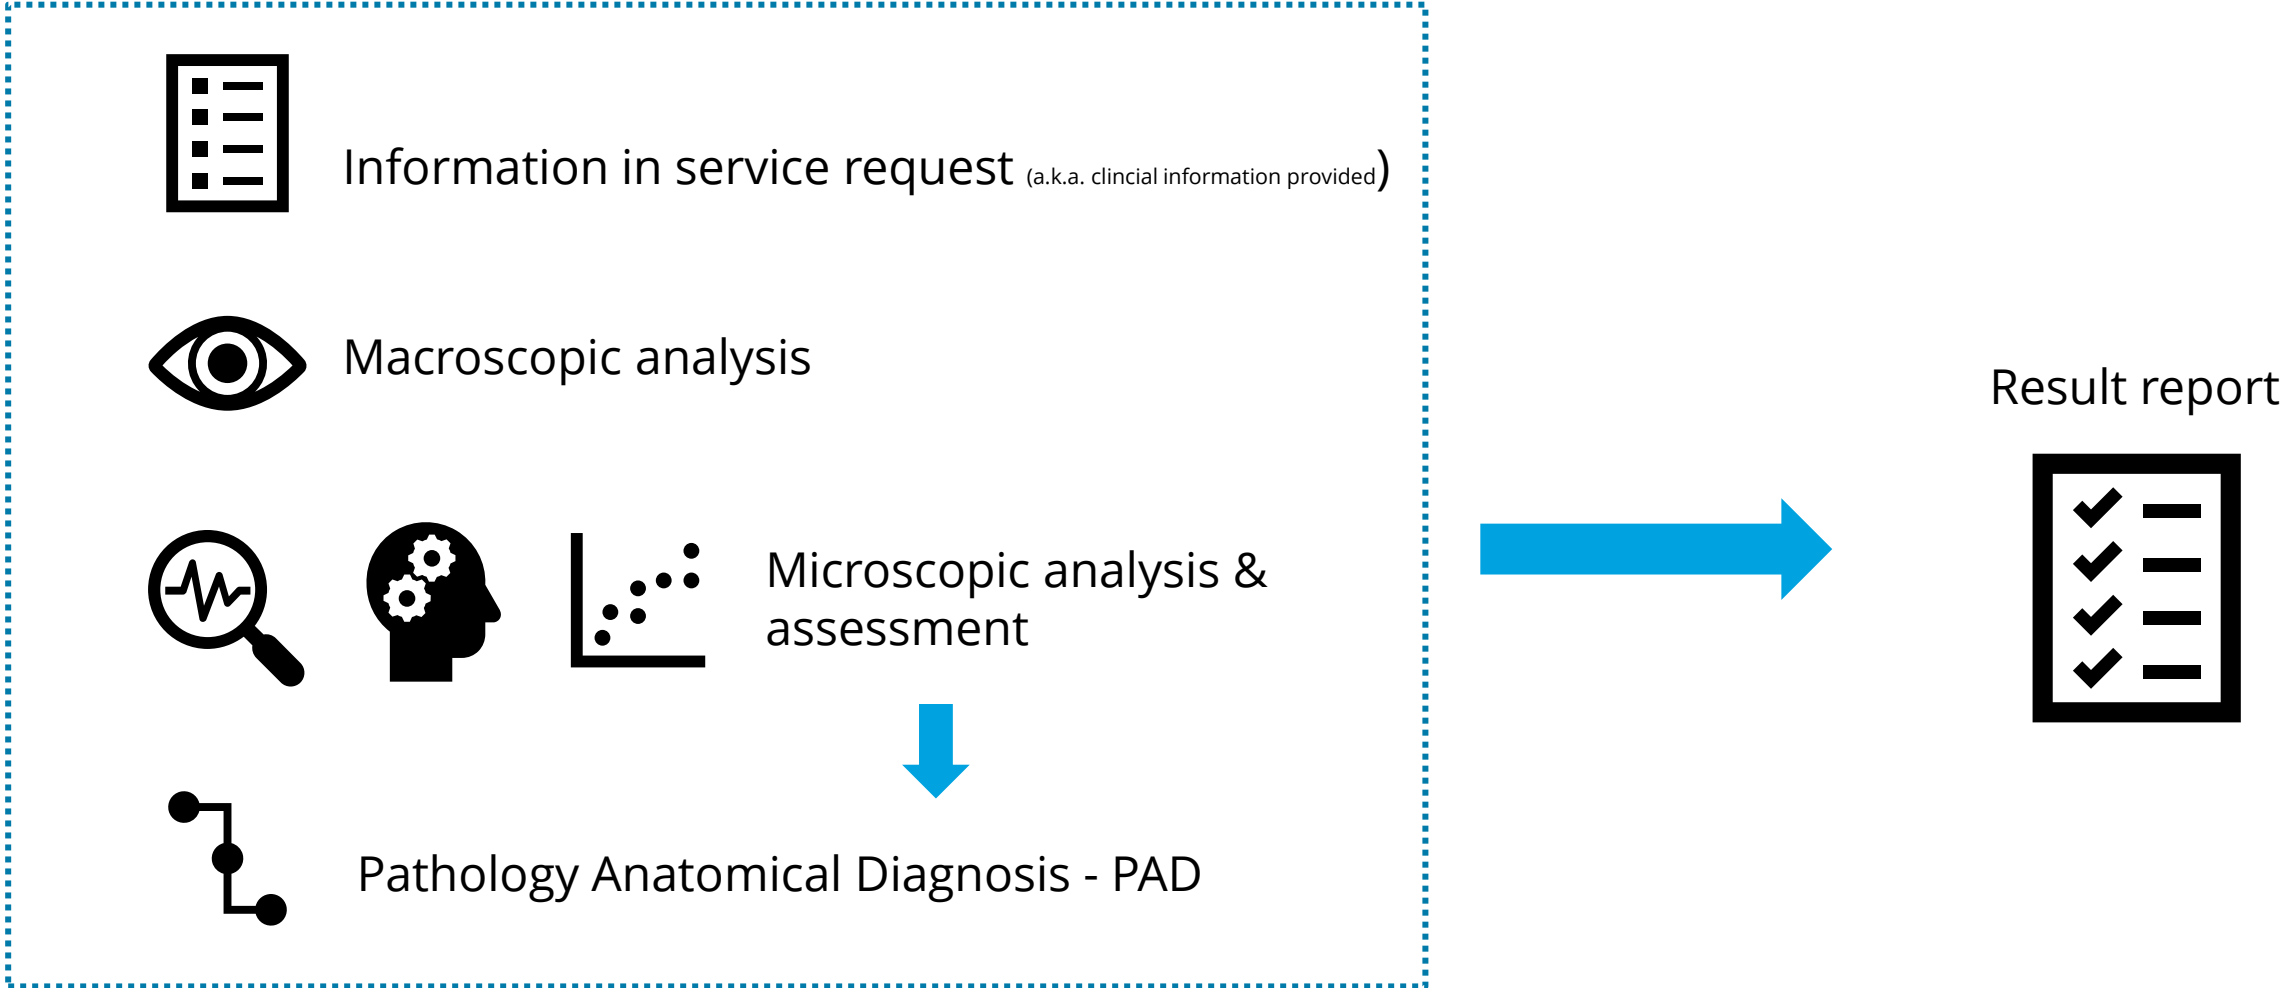 Information in service request (a.k.a. clincial information provided)
Macroscopic analysis
Result report
Microscopic analysis &
assessment
Pathology Anatomical Diagnosis - PAD